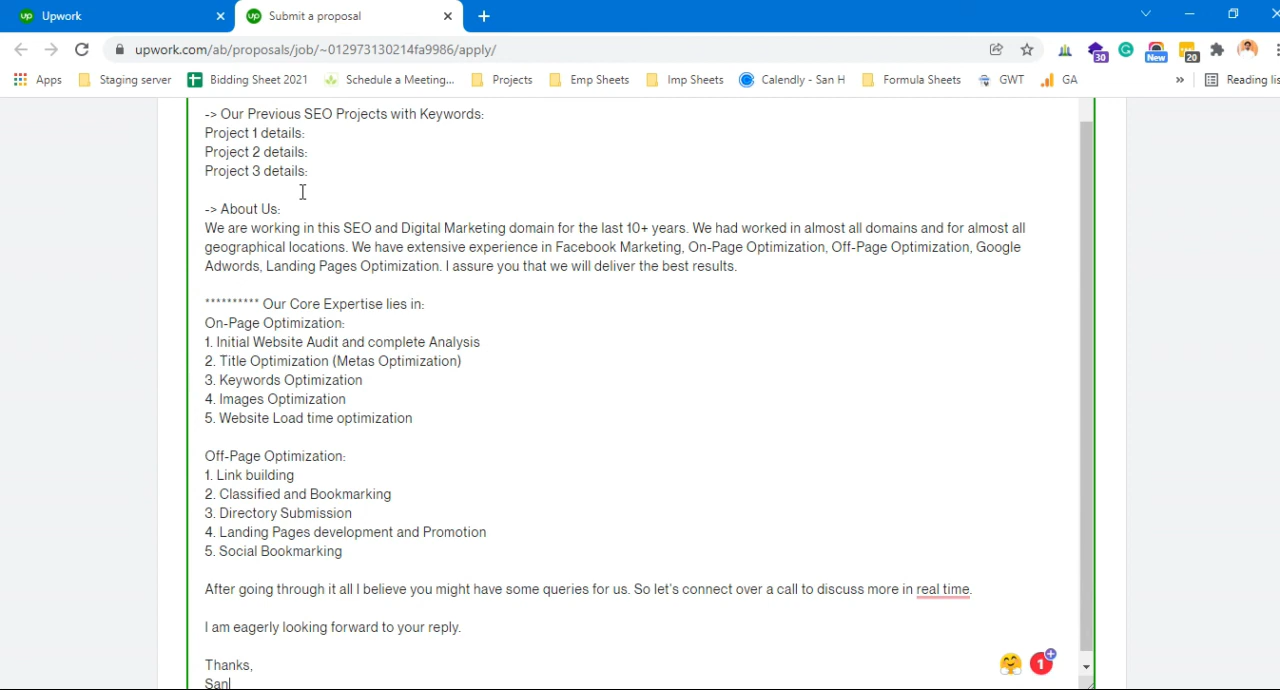 Upwork
Submit a proposal
upwork.com/ab/proposals/job/~012973130214fa9986/apply/
30
New
20
Apps
Staging server
Bidding Sheet 2021
Schedule a Meeting...
Projects
Emp Sheets
Imp Sheets
Calendly - San H
Formula Sheets
GWT
GA
»
Reading lis
-> Our Previous SEO Projects with Keywords:
Project 1 details:
Project 2 details:
Project 3 details:
-> About Us:
We are working in this SEO and Digital Marketing domain for the last 10+ years. We had worked in almost all domains and for almost all
geographical locations. We have extensive experience in Facebook Marketing, On-Page Optimization, Off-Page Optimization, Google
Adwords, Landing Pages Optimization. I assure you that we will deliver the best results.
********** Our Core Expertise lies in:
On-Page Optimization:
1. Initial Website Audit and complete Analysis
2. Title Optimization (Metas Optimization)
3. Keywords Optimization
4. Images Optimization
5. Website Load time optimization
Off-Page Optimization:
1. Link building
2. Classified and Bookmarking
3. Directory Submission
4. Landing Pages development and Promotion
5. Social Bookmarking
After going through it all I believe you might have some queries for us. So let's connect over a call to discuss more in real time.
I am eagerly looking forward to your reply.
Thanks,
San
1